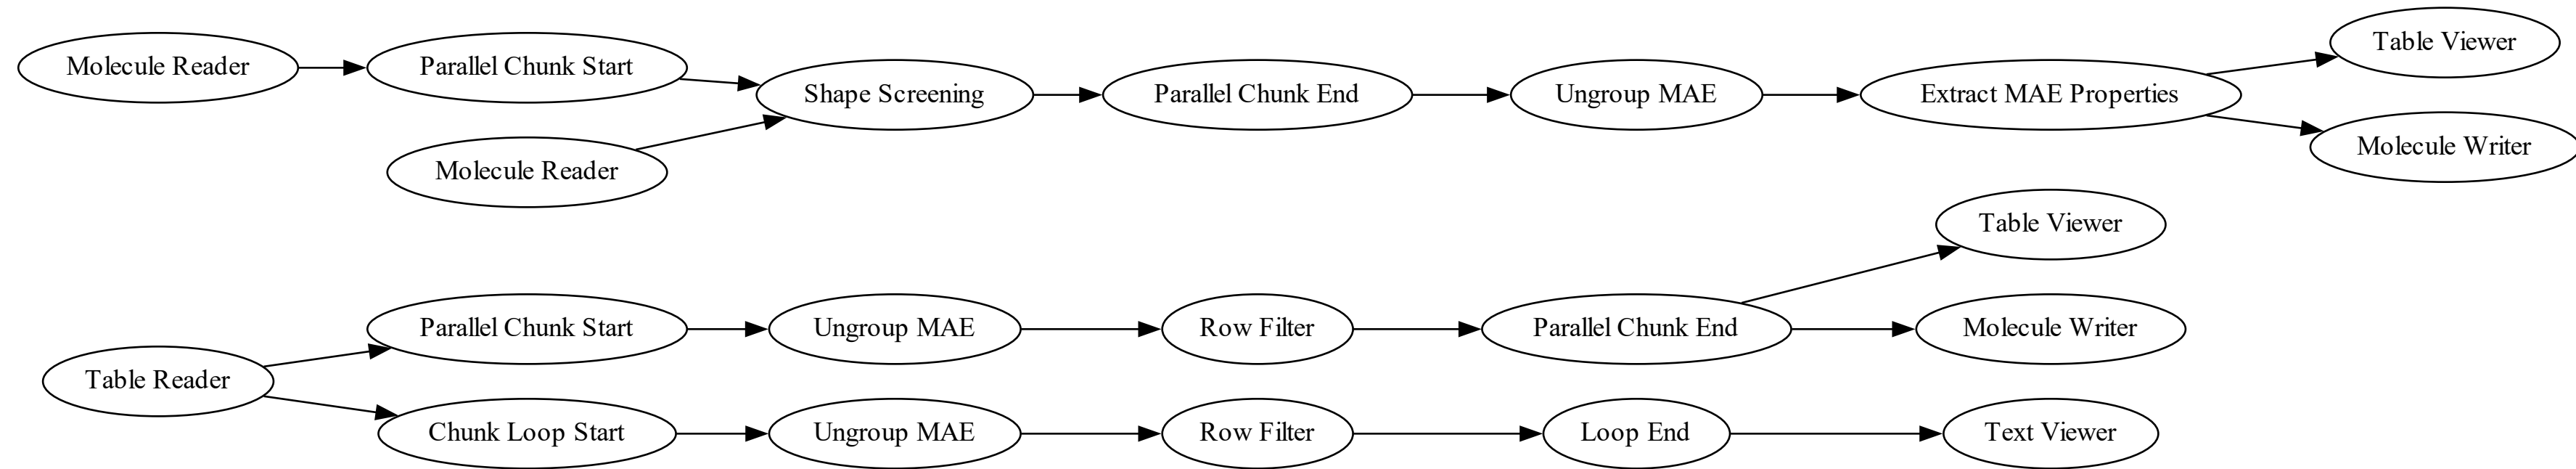 Molecule Reader
Parallel Chunk Start
Molecule Reader
Shape Screening
Parallel Chunk End
Ungroup MAE
Extract MAE Properties
Table Viewer
Molecule Writer
Table Reader
Parallel Chunk Start
Ungroup MAE
Row Filter
Parallel Chunk End
Table Viewer
Molecule Writer
Chunk Loop Start
Ungroup MAE
Row Filter
Loop End
Text Viewer